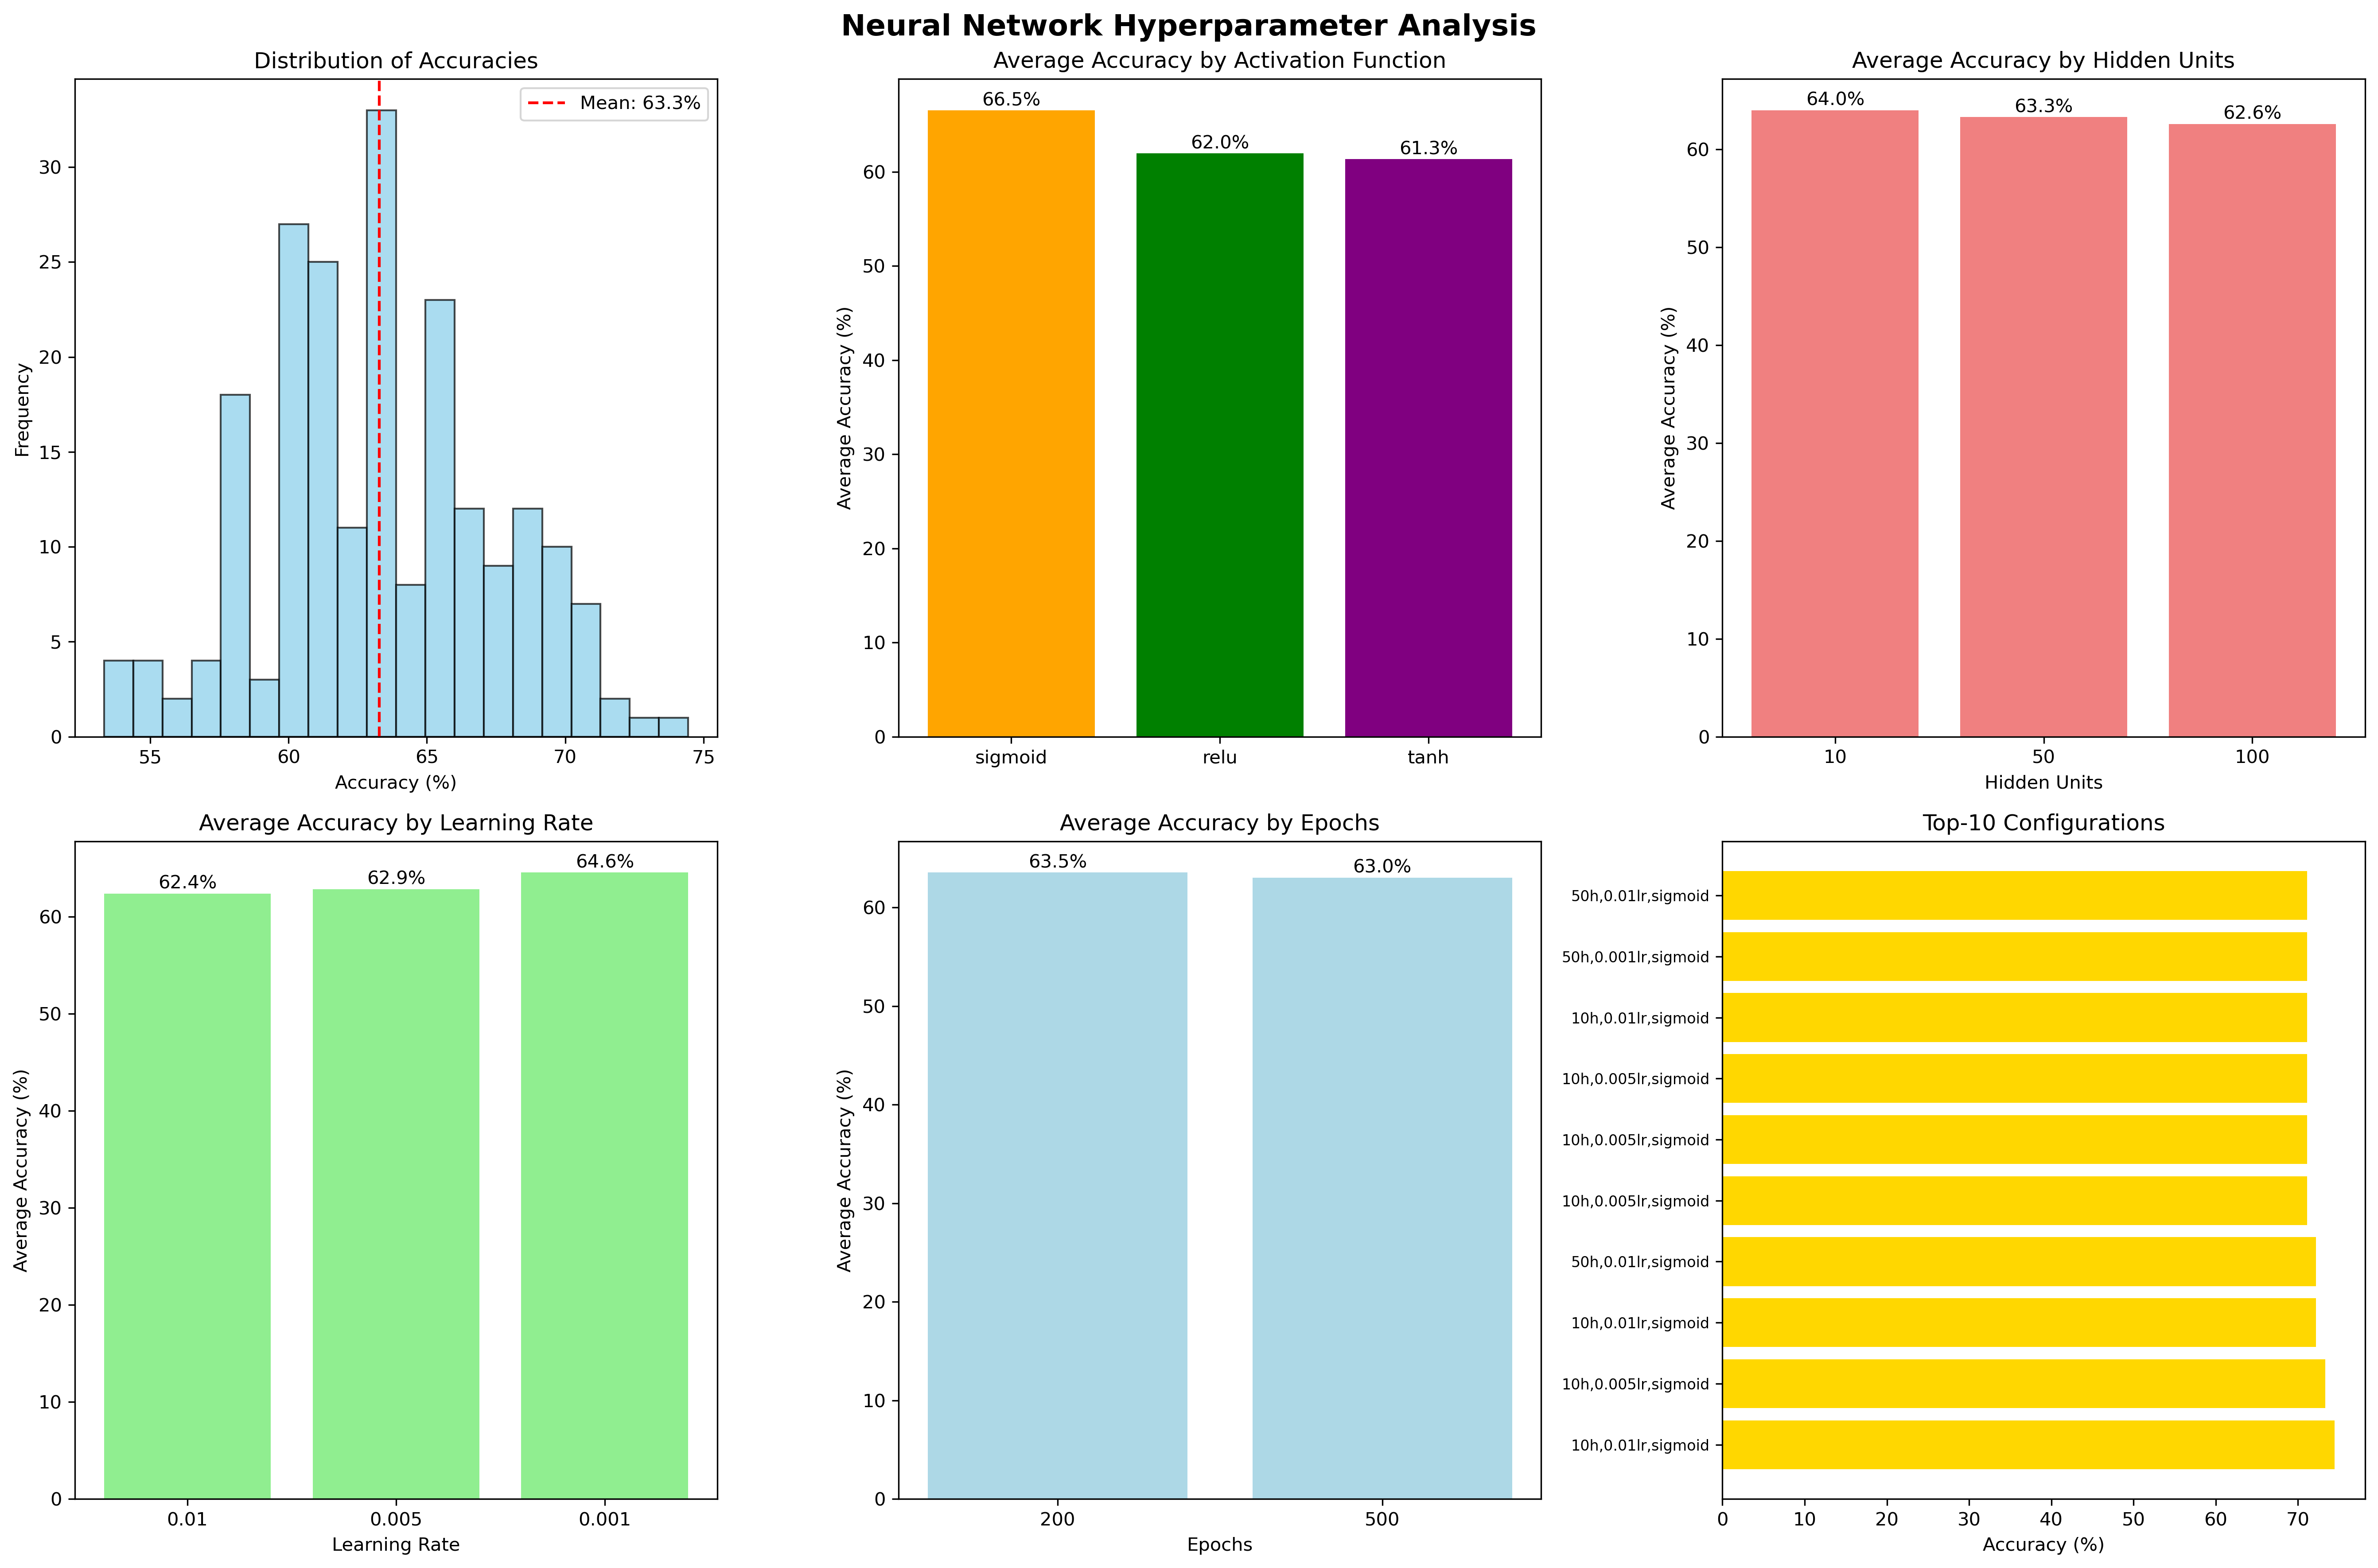 Neural Network Hyperparameter Analysis
Distribution of Accuracies
Mean: 63.3%
Frequency
30
25
20
15
10
5
0
55
60
65
70
75
Accuracy (%)
Average Accuracy by Activation Function
Average Accuracy (%)
60
50
40
30
20
10
0
66.5%
62.0%
61.3%
sigmoid
relu
tanh
Average Accuracy by Hidden Units
Average Accuracy (%)
60
50
40
30
20
10
0
64.0%
63.3%
62.6%
10
50
100
Hidden Units
Average Accuracy by Learning Rate
Average Accuracy (%)
60
50
40
30
20
10
0
62.4%
62.9%
64.6%
0.01
0.005
0.001
Learning Rate
Average Accuracy by Epochs
Average Accuracy (%)
60
50
40
30
20
10
0
63.5%
63.0%
200
500
Epochs
Top-10 Configurations
50h,0.01lr,sigmoid
50h,0.001lr,sigmoid
10h,0.01lr,sigmoid
10h,0.005lr,sigmoid
10h,0.005lr,sigmoid
10h,0.005lr,sigmoid
50h,0.01lr,sigmoid
10h,0.01lr,sigmoid
10h,0.005lr,sigmoid
10h,0.01lr,sigmoid
0
10
20
30
40
50
60
70
Accuracy (%)